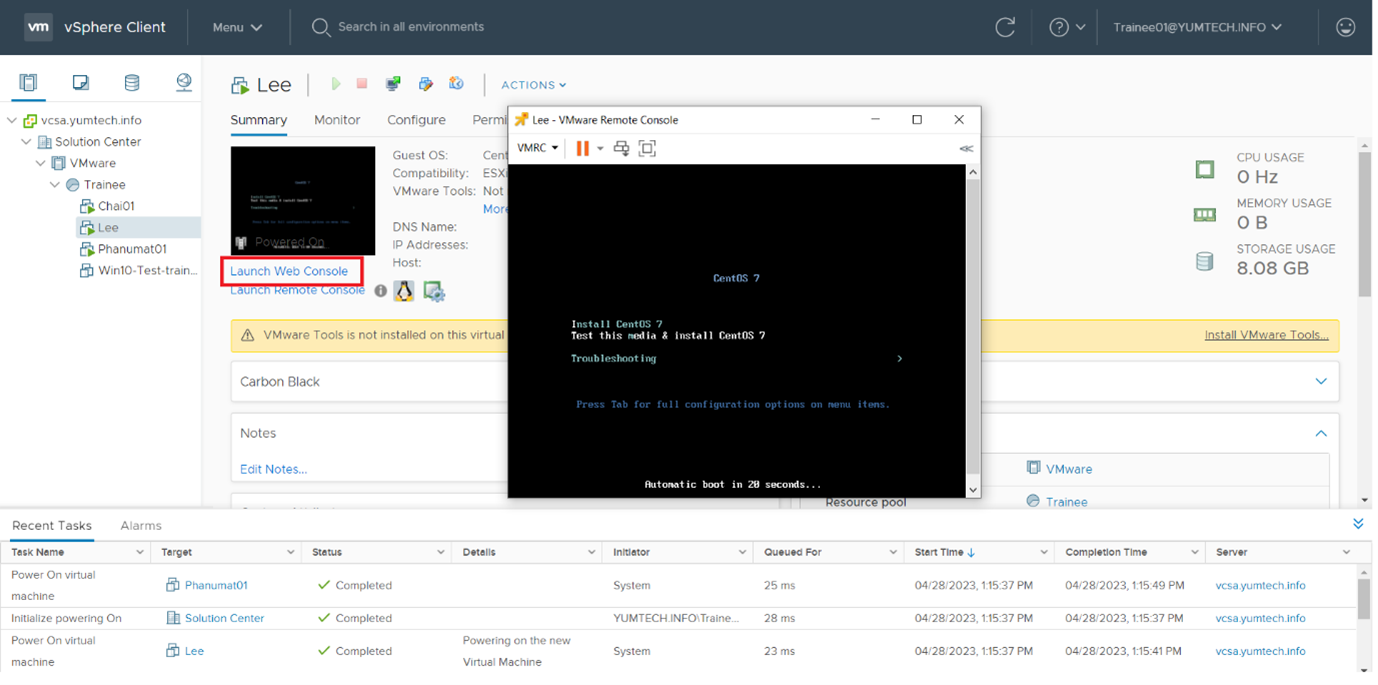 vm vSphere Client Menu Search in all environments Trainee01@YUMTECH.INFO
Lee ACTIONS
Summary Monitor Configure Permi
vcsa.yumtech.info
Solution Center
VMware
Trainee
Chai01
Lee
Phanumat01
Win10-Test-train...
Powered On
Launch Web Console
Launch Remote Console
Guest OS: Cent
Compatibility: ESXi
VMware Tools: Not
More
DNS Name:
IP Addresses:
Host:
Lee - VMware Remote Console
VMRC
CentOS 7
Install CentOS 7
Test this media & install CentOS 7
Troubleshooting >
Press Tab for full configuration options on menu items.
Automatic boot in 20 seconds...
CPU USAGE
0 Hz
MEMORY USAGE
0 B
STORAGE USAGE
8.08 GB
VMware Tools is not installed on this virtual
Install VMware Tools...
Carbon Black
Notes
Edit Notes...
VMware
Resource pool Trainee
Recent Tasks Alarms
Task Name Target Status Details Initiator Queued For Start Time Completion Time Server
Power On virtual
machine
Phanumat01 Completed System 25 ms 04/28/2023, 1:15:37 PM 04/28/2023, 1:15:49 PM vcsa.yumtech.info
Initialize powering On Solution Center Completed YUMTECH.INFO\Traine... 28 ms 04/28/2023, 1:15:37 PM 04/28/2023, 1:15:37 PM vcsa.yumtech.info
Power On virtual
machine
Lee Completed
Powering on the new
Virtual Machine
System 23 ms 04/28/2023, 1:15:37 PM 04/28/2023, 1:15:41 PM vcsa.yumtech.info